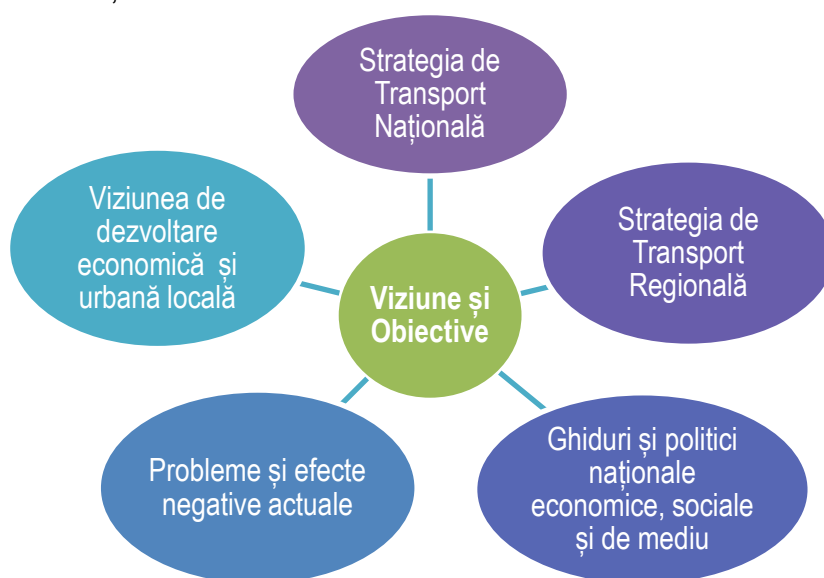 Strategia de
Transport
Națională
Viziunea de
dezvoltare
economică și
urbană locală
Strategia de
Transport
Regională
Viziune și
Obiective
Probleme și efecte
negative actuale
Ghiduri și politici
naționale
economice, sociale
și de mediu